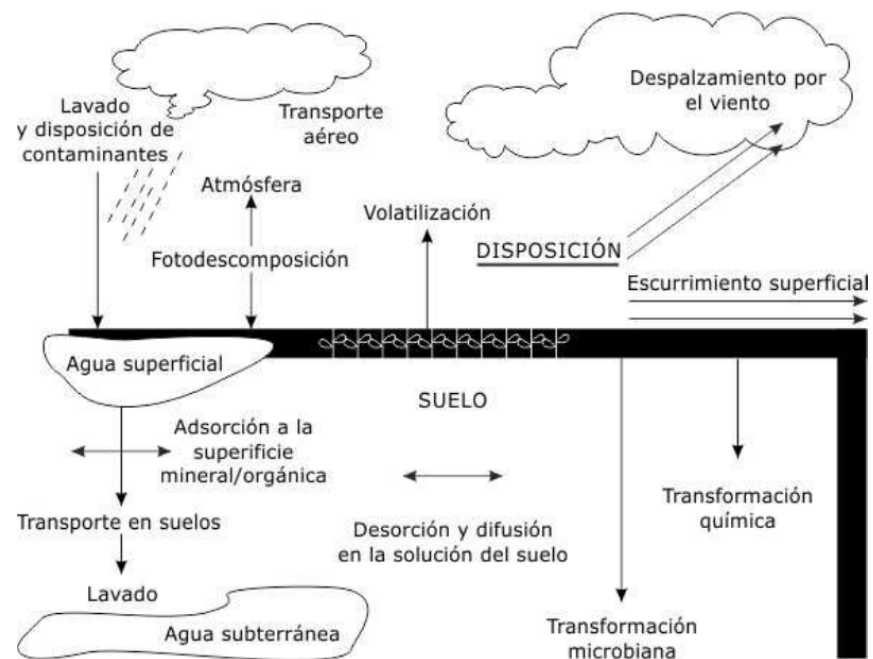 Lavado
y disposición de
contaminantes
Transporte
aéreo
Despalzamiento por
el viento
Atmósfera
Volatilización
DISPOSICIÓN
Fotodescomposición
Escurrimiento superficial
Agua superficial
SUELO
Adsorción a la
superificie
mineral/orgánica
Transporte en suelos
Desorción y difusión
en la solución del suelo
Transformación
química
Lavado
Agua subterránea
Transformación
microbiana